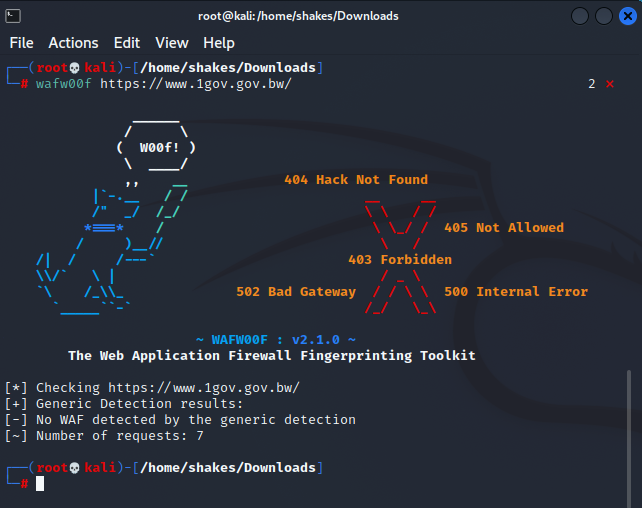 root@kali: /home/shakes/Downloads
File Actions Edit View Help
(root💀kali)-[/home/shakes/Downloads]
# wafw00f https://www.1gov.gov.bw/ 2 ⨯
( W00f! )
404 Hack Not Found
405 Not Allowed
403 Forbidden
502 Bad Gateway 500 Internal Error
~ WAFW00F : v2.1.0 ~
The Web Application Firewall Fingerprinting Toolkit
[*] Checking https://www.1gov.gov.bw/
[+] Generic Detection results:
[-] No WAF detected by the generic detection
[~] Number of requests: 7
(root💀kali)-[/home/shakes/Downloads]
#